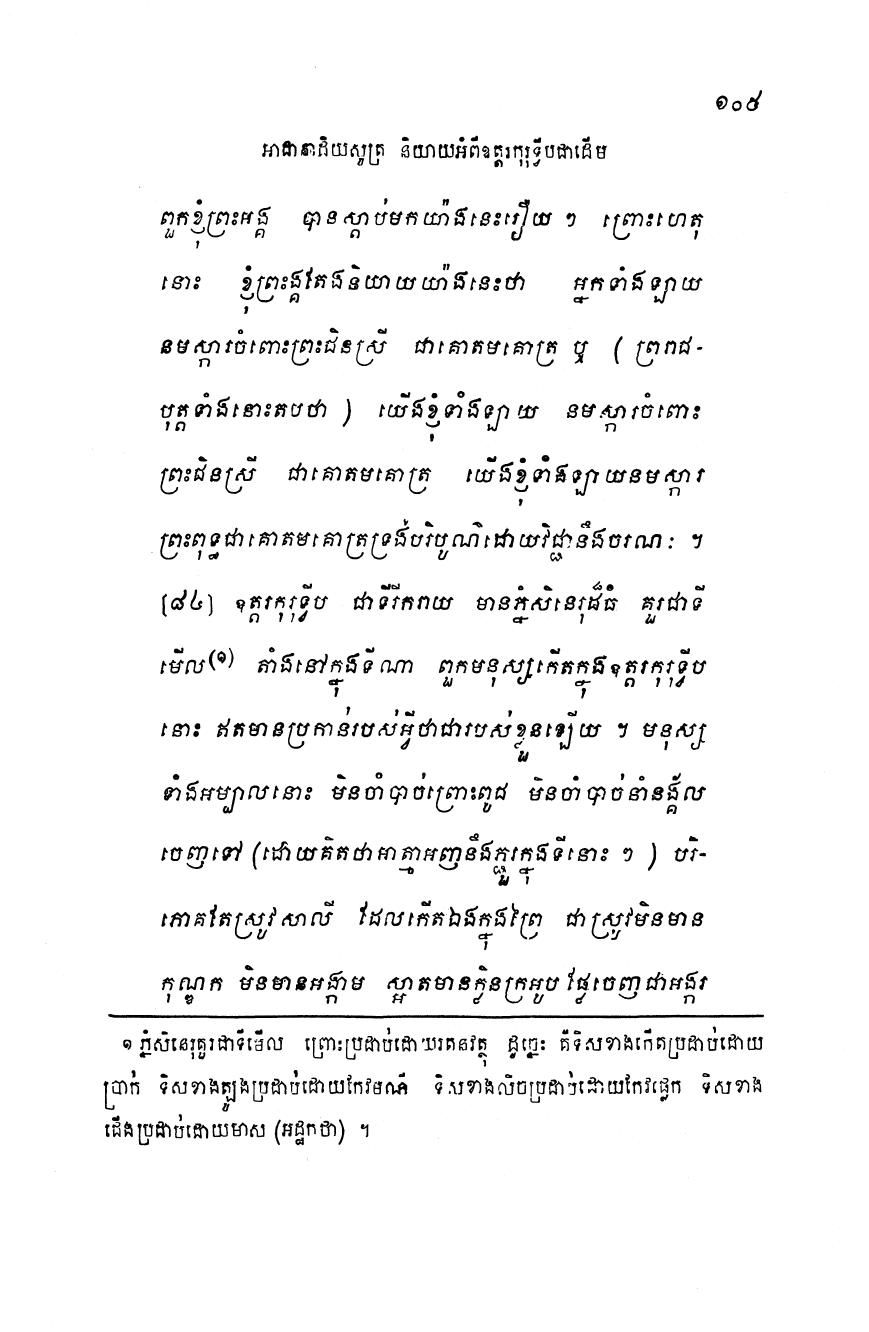 ១០៥
អាដានាដិយសូត្រ និយាយអំពីឧត្តរកុរុទ្វីបជាដើម
ពួកខ្ញុំព្រះអង្គ បានស្តាប់មកយ៉ាងនេះរឿយ ៗ ព្រោះហេតុ
នោះ ខ្ញុំព្រះង្គតែងនិយាយយ៉ាងនេះថា អ្នកទាំងឡាយ
នមស្ការចំពោះព្រះជិនស្រី ជាគោតមគោត្រ ឬ ( ព្ររាជ-
បុត្តទាំងនោះតបថា ) យើងខ្ញុំទាំងឡាយ នមស្ការចំពោះ
ព្រះជិនស្រី ជាគោតមគោត្រ យើងខ្ញុំទាំងឡាយនមស្ការ
ព្រះពុទ្ធជាគោតមគោត្រទ្រង់បរិបូណ៌ដោយវិជ្ជានឹងចរណៈ ។
[៨៤] ឧត្តរកុរុទ្វីប ជាទីរីករាយ មានភ្នំសិនេរុដ៏ធំ គួរជាទី
មើល(១) តាំងនៅក្នុងទីណា ពួកមនុស្សកើតក្នុងឧត្តរកុរុទ្វីប
នោះ ឥតមានប្រកាន់របស់អ្វីថាជារបស់ខ្លួនឡើយ ។ មនុស្ស
ទាំងអម្បាលនោះ មិនចាំបាច់ព្រោះពូជ មិនចាំបាច់នាំនង្គ័ល
ចេញទៅ (ដោយគិតថាអាត្មាអញនឹងភ្ជួរក្នុងទីនោះ ៗ ) បរិ-
ភោគតែស្រូវសាលី ដែលកើតឯងក្នុងព្រៃ ជាស្រូវមិនមាន
កុណ្ឌក មិនមានអង្កាម ស្អាតមានក្លិនក្រអូប ផ្លែចេញជាអង្ករ
១ ភ្នំសិនេរុគួរជាទីមើល ព្រោះប្រដាប់ដោយរតនវត្ថុ ដូច្នេះ គឺទិសខាងកើតប្រដាប់ដោយ
ប្រាក់ ទិសខាងត្បូងប្រដាប់ដោយកែវមណី ទិសខាងលិចប្រដាប់ដោយកែវផ្លេក ទិសខាង
ជើងប្រដាប់ដោយមាស (អដ្ឋកថា) ។